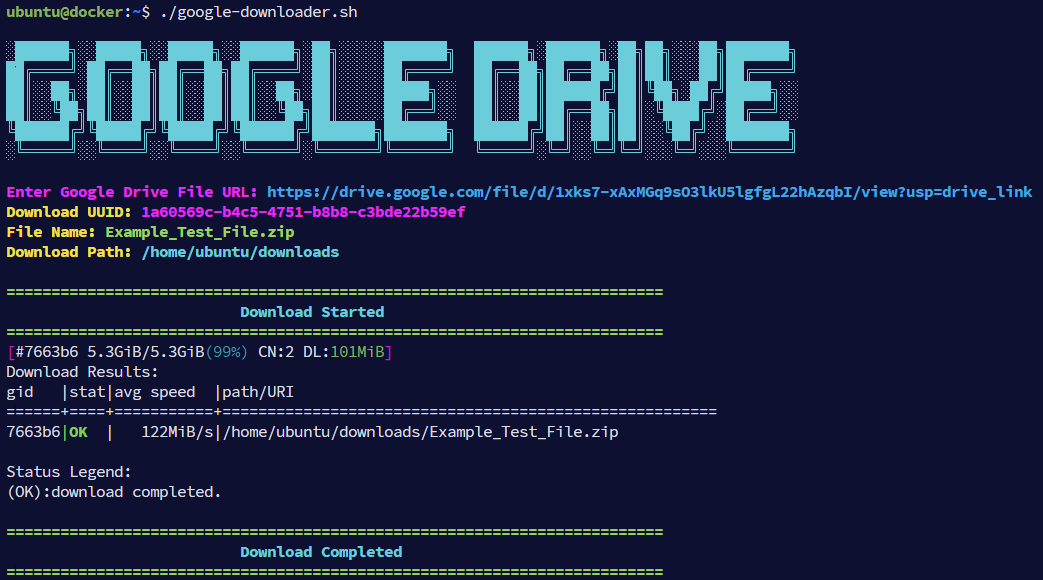 ubuntu@docker:~$ ./google-downloader.sh
GOOGLE DRIVE
Enter Google Drive File URL: https://drive.google.com/file/d/1xks7-xAxMGq9sO3lkU5lgfgL22hAzqbI/view?usp=drive_link
Download UUID: 1a60569c-b4c5-4751-b8b8-c3bde22b59ef
File Name: Example_Test_File.zip
Download Path: /home/ubuntu/downloads
=========================================================================
Download Started
=========================================================================
[#7663b6 5.3GiB/5.3GiB(99%) CN:2 DL:101MiB]
Download Results:
gid   |stat|avg speed  |path/URI
======+====+===========+=======================================================
7663b6|OK  |   122MiB/s|/home/ubuntu/downloads/Example_Test_File.zip
Status Legend:
(OK):download completed.
=========================================================================
Download Completed
=========================================================================